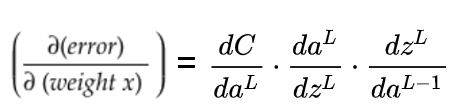 (∂(error) / ∂ (weight x)) = dC/da^L · da^L/dz^L · dz^L/da^{L−1}